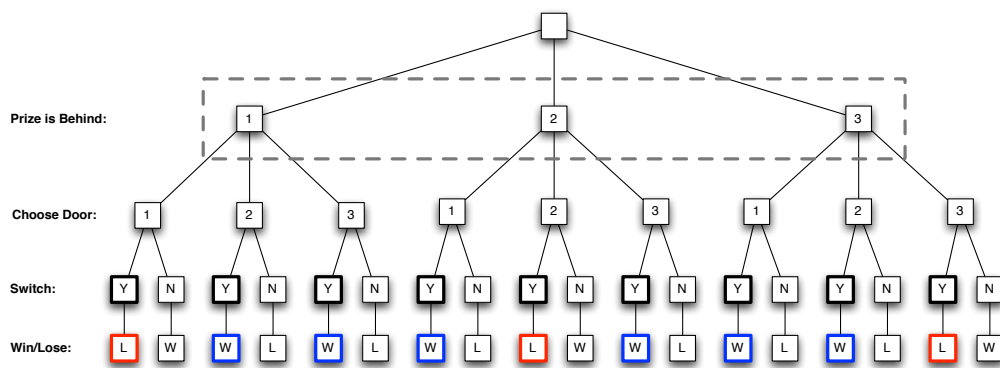 Prize is Behind: 1 2 3
Choose Door: 1 2 3 1 2 3 1 2 3
Switch: Y N Y N Y N Y N Y N Y N Y N Y N Y N
Win/Lose: L W W L W L W L L W W L W L W L L W